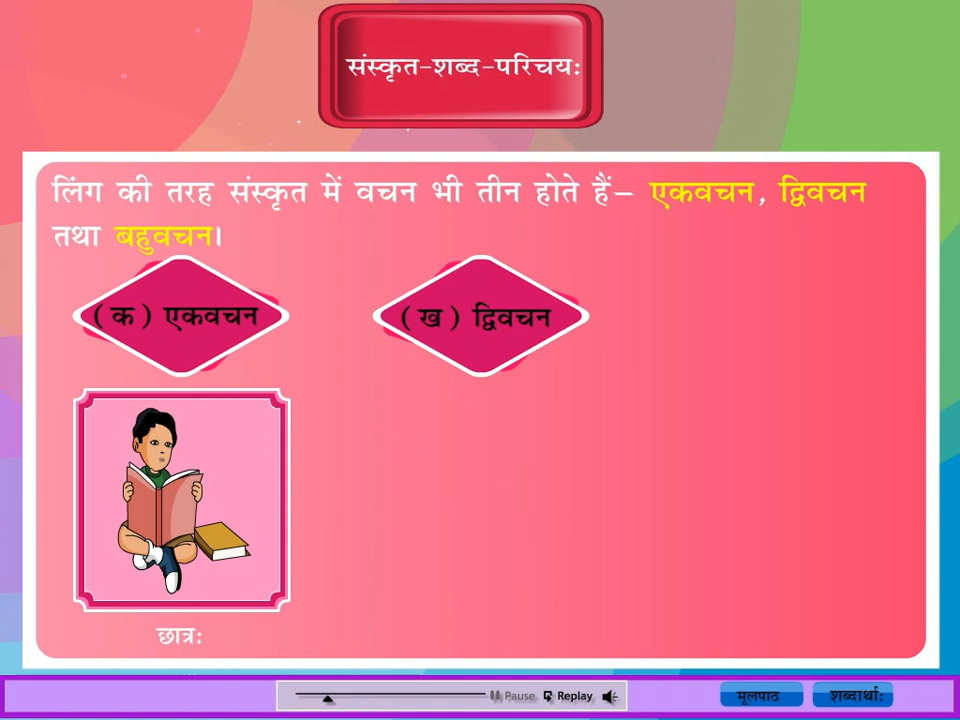 संस्कृत-शब्द-परिचयः
लिंग की तरह संस्कृत में वचन भी तीन होते हैं– एकवचन, द्विवचन
तथा बहुवचन।
(क) एकवचन
(ख) द्विवचन
छात्रः
Pause Replay
मूलपाठ
शब्दार्थाः